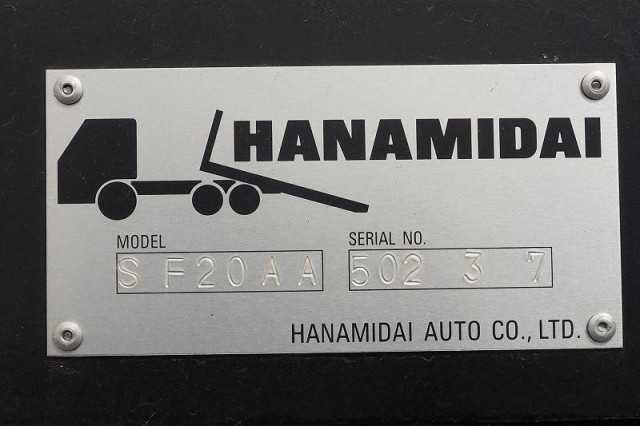 HANAMIDAI
MODEL SERIAL NO.
SF20AA 502 3 7
HANAMIDAI AUTO CO., LTD.